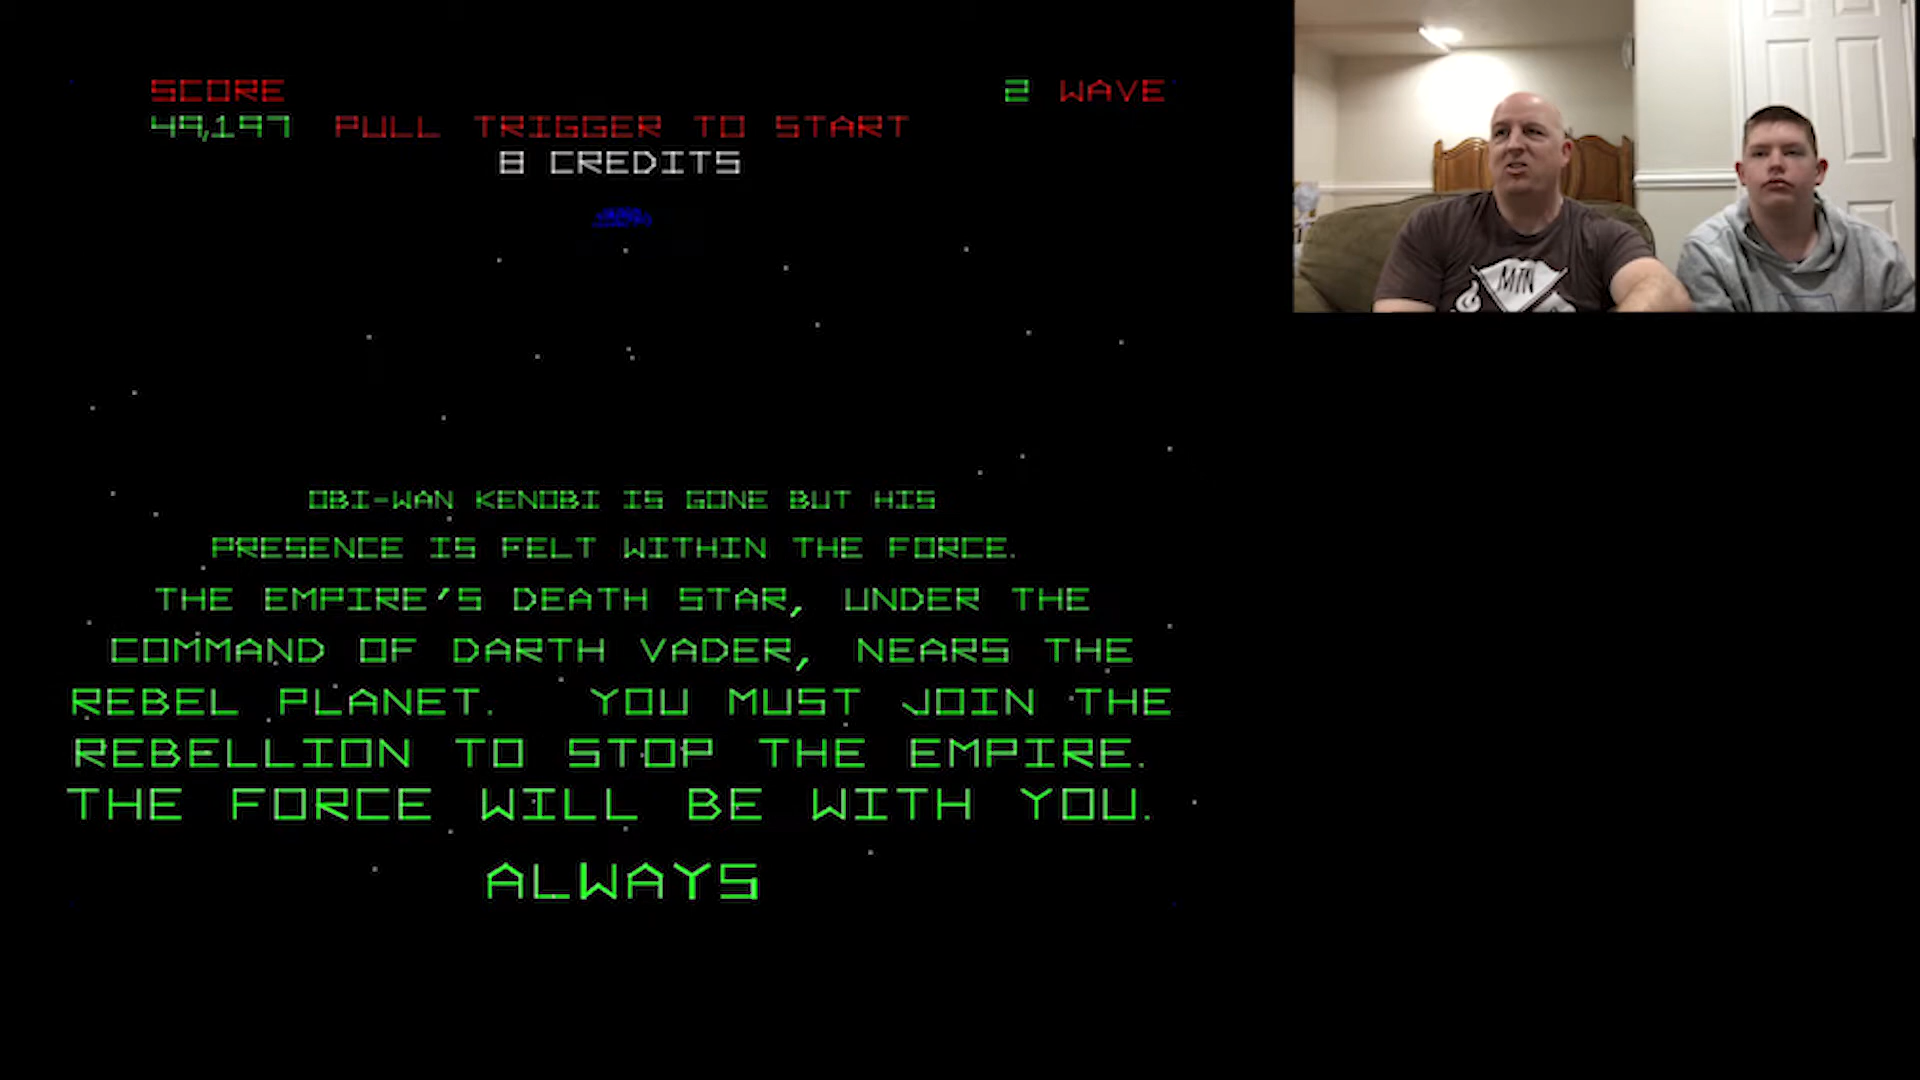 SCORE
2 WAVE
49,197 PULL TRIGGER TO START
8 CREDITS
OBI-WAN KENOBI IS GONE BUT HIS
PRESENCE IS FELT WITHIN THE FORCE.
THE EMPIRE'S DEATH STAR, UNDER THE
COMMAND OF DARTH VADER, NEARS THE
REBEL PLANET. YOU MUST JOIN THE
REBELLION TO STOP THE EMPIRE.
THE FORCE WILL BE WITH YOU.
ALWAYS
MTN